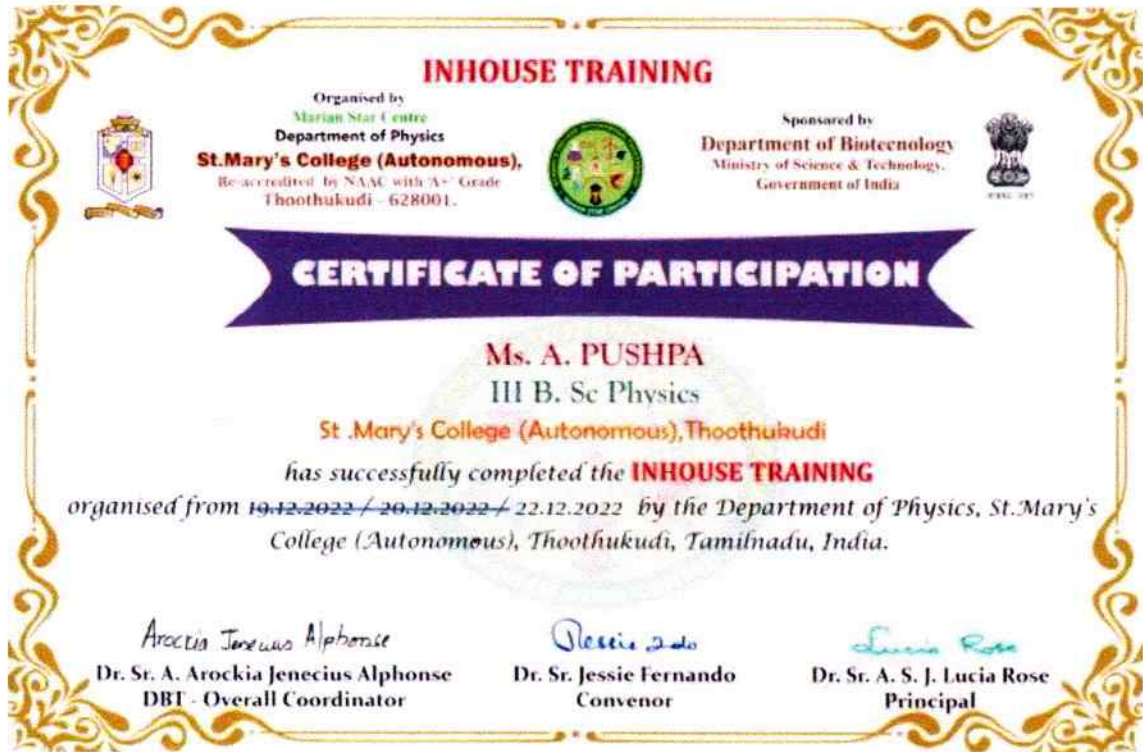 INHOUSE TRAINING
Organised by
Marian Star Centre
Department of Physics
St.Mary's College (Autonomous),
Re-accredited by NAAC with 'A+' Grade
Thoothukudi - 628001.
Sponsared by
Department of Biotecnology
Ministry of Science & Technology,
Government of India
CERTIFICATE OF PARTICIPATION
Ms. A. PUSHPA
III B. Sc Physics
St .Mary's College (Autonomous),Thoothukudi
has successfully completed the INHOUSE TRAINING
organised from 19.12.2022 / 20.12.2022 / 22.12.2022 by the Department of Physics, St.Mary's
College (Autonomous), Thoothukudi, Tamilnadu, India.
Arockia Jenecius Alphonse
Jessie
Lucia Rose
Dr. Sr. A. Arockia Jenecius Alphonse
DBT - Overall Coordinator
Dr. Sr. Jessie Fernando
Convenor
Dr. Sr. A. S. J. Lucia Rose
Principal